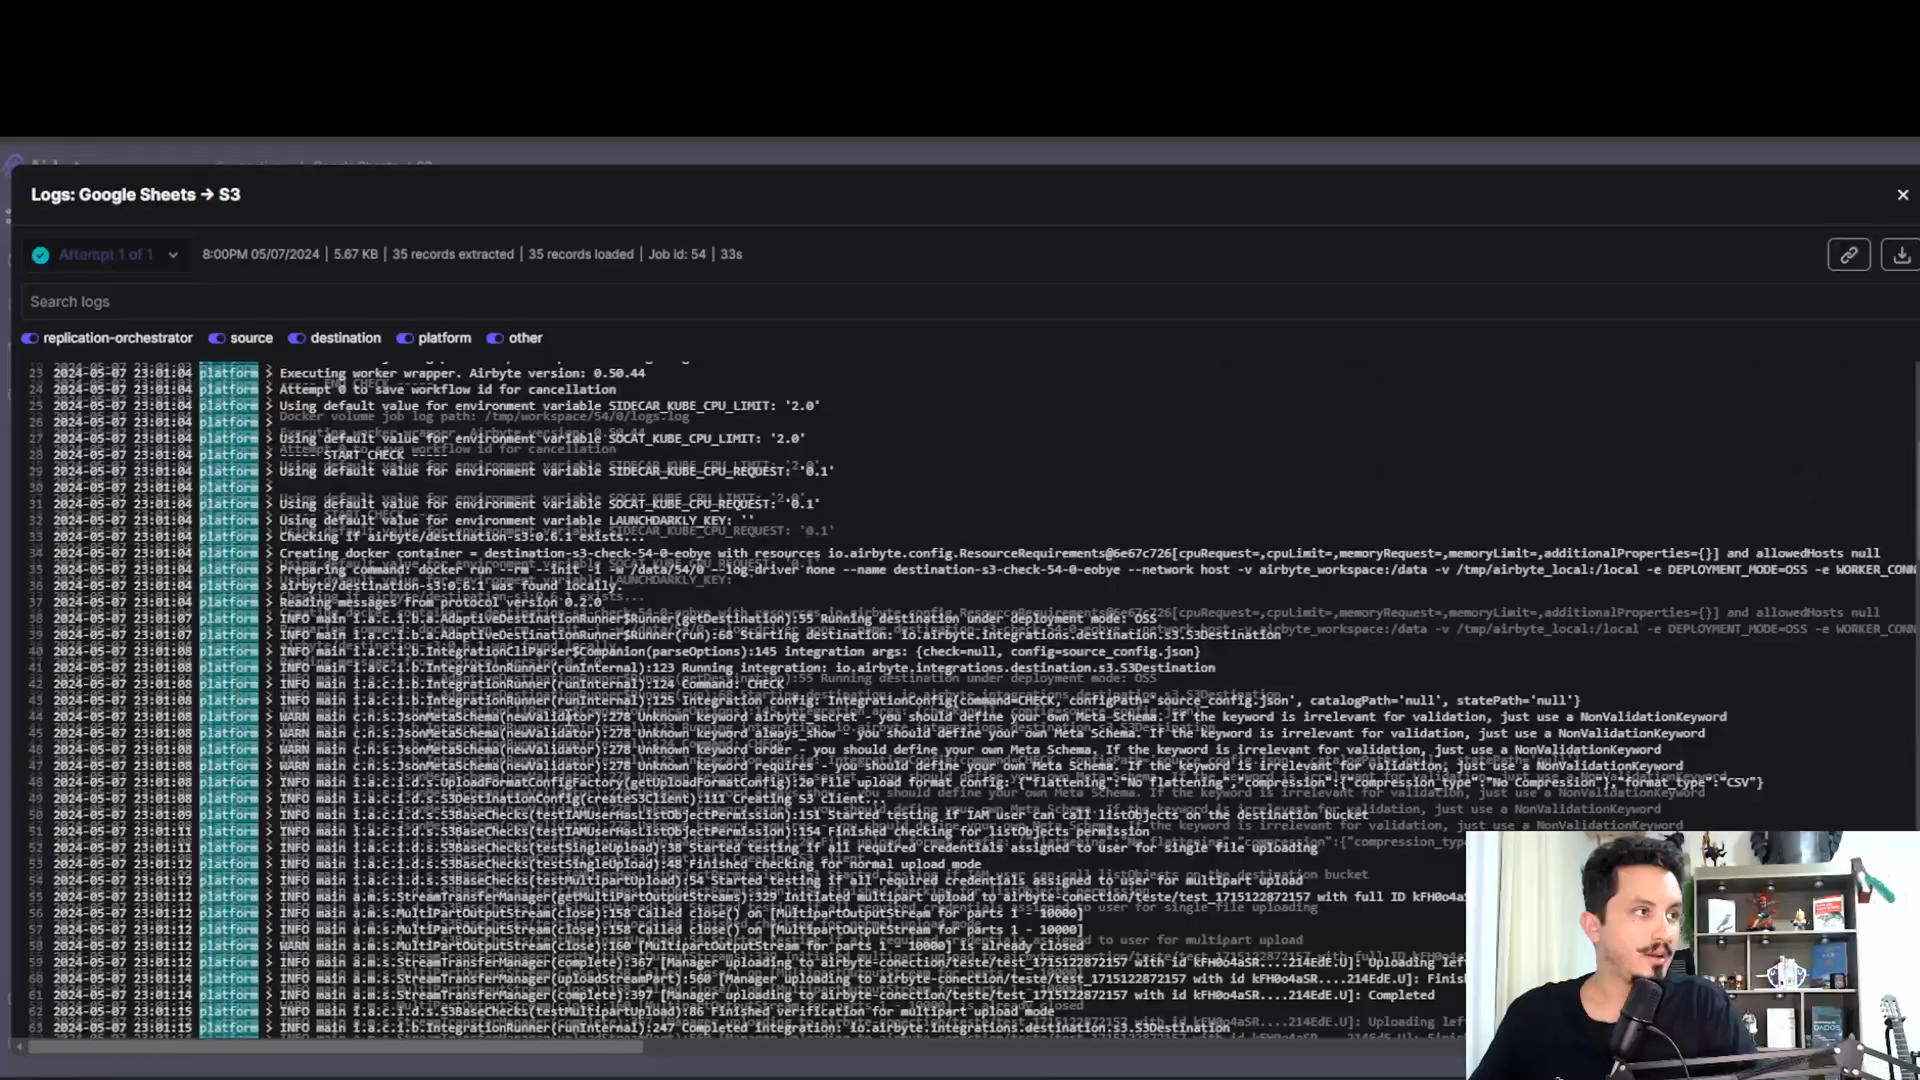 Logs: Google Sheets → S3
Attempt 1 of 1
8:00PM 05/07/2024 | 5.67 KB | 35 records extracted | 35 records loaded | Job id: 54 | 33s
Search logs
replication-orchestrator source destination platform other
23 2024-05-07 23:01:04 platform > Executing worker wrapper. Airbyte version: 0.50.44
24 2024-05-07 23:01:04 platform > Attempt 0 to save workflow id for cancellation
25 2024-05-07 23:01:04 platform > Using default value for environment variable SIDECAR_KUBE_CPU_LIMIT: '2.0'
26 2024-05-07 23:01:04 platform >
27 2024-05-07 23:01:04 platform > Using default value for environment variable SOCAT_KUBE_CPU_LIMIT: '2.0'
28 2024-05-07 23:01:04 platform > ----- START CHECK -----
29 2024-05-07 23:01:04 platform > Using default value for environment variable SIDECAR_KUBE_CPU_REQUEST: '0.1'
30 2024-05-07 23:01:04 platform >
31 2024-05-07 23:01:04 platform > Using default value for environment variable SOCAT_KUBE_CPU_REQUEST: '0.1'
32 2024-05-07 23:01:04 platform > Using default value for environment variable LAUNCHDARKLY_KEY: ''
33 2024-05-07 23:01:04 platform > Checking if airbyte/destination-s3:0.6.1 exists...
34 2024-05-07 23:01:04 platform > Creating docker container = destination-s3-check-54-0-eobye with resources io.airbyte.config.ResourceRequirements@6e67c726[cpuRequest=,cpuLimit=,memoryRequest=,memoryLimit=,additionalProperties={}] and allowedHosts null
35 2024-05-07 23:01:04 platform > Preparing command: docker run --rm --init -i -w /data/54/0 --log-driver none --name destination-s3-check-54-0-eobye --network host -v airbyte_workspace:/data -v /tmp/airbyte_local:/local -e DEPLOYMENT_MODE=OSS -e WORKER_CONN
36 2024-05-07 23:01:04 platform > airbyte/destination-s3:0.6.1 was found locally.
37 2024-05-07 23:01:04 platform > Reading messages from protocol version 0.2.0
38 2024-05-07 23:01:07 platform > INFO main i.a.c.i.b.a.AdaptiveDestinationRunner$Runner(getDestination):55 Running destination under deployment mode: OSS
39 2024-05-07 23:01:07 platform > INFO main i.a.c.i.b.a.AdaptiveDestinationRunner$Runner(run):68 Starting destination: io.airbyte.integrations.destination.s3.S3Destination
40 2024-05-07 23:01:08 platform > INFO main i.a.c.i.b.IntegrationCliParser$Companion(parseOptions):145 integration args: {check=null, config=source_config.json}
41 2024-05-07 23:01:08 platform > INFO main i.a.c.i.b.IntegrationRunner(runInternal):123 Running integration: io.airbyte.integrations.destination.s3.S3Destination
42 2024-05-07 23:01:08 platform > INFO main i.a.c.i.b.IntegrationRunner(runInternal):124 Command: CHECK
43 2024-05-07 23:01:08 platform > INFO main i.a.c.i.b.IntegrationRunner(runInternal):125 Integration config: IntegrationConfig{command=CHECK, configPath='source_config.json', catalogPath='null', statePath='null'}
44 2024-05-07 23:01:08 platform > WARN main c.n.s.JsonMetaSchema(newValidator):278 Unknown keyword airbyte_secret - you should define your own Meta Schema. If the keyword is irrelevant for validation, just use a NonValidationKeyword
45 2024-05-07 23:01:08 platform > WARN main c.n.s.JsonMetaSchema(newValidator):278 Unknown keyword always_show - you should define your own Meta Schema. If the keyword is irrelevant for validation, just use a NonValidationKeyword
46 2024-05-07 23:01:08 platform > WARN main c.n.s.JsonMetaSchema(newValidator):278 Unknown keyword order - you should define your own Meta Schema. If the keyword is irrelevant for validation, just use a NonValidationKeyword
47 2024-05-07 23:01:08 platform > WARN main c.n.s.JsonMetaSchema(newValidator):278 Unknown keyword requires - you should define your own Meta Schema. If the keyword is irrelevant for validation, just use a NonValidationKeyword
48 2024-05-07 23:01:08 platform > INFO main i.a.c.i.d.s.UploadFormatConfigFactory(getUploadFormatConfig):20 File upload format config: {"flattening":"No flattening","compression":{"compression_type":"No Compression"},"format_type":"CSV"}
49 2024-05-07 23:01:08 platform > INFO main i.a.c.i.d.s.S3DestinationConfig(createS3Client):111 Creating S3 client...
50 2024-05-07 23:01:09 platform > INFO main i.a.c.i.d.s.S3BaseChecks(testIAMUserHasListObjectPermission):151 Started testing if IAM user can call listObjects on the destination bucket
51 2024-05-07 23:01:11 platform > INFO main i.a.c.i.d.s.S3BaseChecks(testIAMUserHasListObjectPermission):154 Finished checking for listObjects permission
52 2024-05-07 23:01:11 platform > INFO main i.a.c.i.d.s.S3BaseChecks(testSingleUpload):38 Started testing if all required credentials assigned to user for single file uploading
53 2024-05-07 23:01:12 platform > INFO main i.a.c.i.d.s.S3BaseChecks(testSingleUpload):48 Finished checking for normal upload mode
54 2024-05-07 23:01:12 platform > INFO main i.a.c.i.d.s.S3BaseChecks(testMultipartUpload):54 Started testing if all required credentials assigned to user for multipart upload
55 2024-05-07 23:01:12 platform > INFO main a.m.s.StreamTransferManager(getMultiPartOutputStreams):329 Initiated multipart upload to airbyte-conection/teste/test_1715122872157 with full ID kFH0o4aS
56 2024-05-07 23:01:12 platform > INFO main a.m.s.MultiPartOutputStream(close):158 Called close() on [MultipartOutputStream for parts 1 - 10000]
57 2024-05-07 23:01:12 platform > INFO main a.m.s.MultiPartOutputStream(close):158 Called close() on [MultipartOutputStream for parts 1 - 10000]
58 2024-05-07 23:01:12 platform > WARN main a.m.s.MultiPartOutputStream(close):160 [MultipartOutputStream for parts 1 - 10000] is already closed
59 2024-05-07 23:01:12 platform > INFO main a.m.s.StreamTransferManager(complete):367 [Manager uploading to airbyte-conection/teste/test_1715122872157 with id kFH0o4aSR....214EdE.U]: Uploading lef
60 2024-05-07 23:01:14 platform > INFO main a.m.s.StreamTransferManager(uploadStreamPart):560 [Manager uploading to airbyte-conection/teste/test_1715122872157 with id kFH0o4aSR....214EdE.U]: Finis
61 2024-05-07 23:01:14 platform > INFO main a.m.s.StreamTransferManager(complete):397 [Manager uploading to airbyte-conection/teste/test_1715122872157 with id kFH0o4aSR....214EdE.U]: Completed
62 2024-05-07 23:01:14 platform > INFO main i.a.c.i.d.s.S3BaseChecks(testMultipartUpload):86 Finished verification for multipart upload mode
63 2024-05-07 23:01:15 platform > INFO main i.a.c.i.b.IntegrationRunner(runInternal):247 Completed integration: io.airbyte.integrations.destination.s3.S3Destination
DADOS